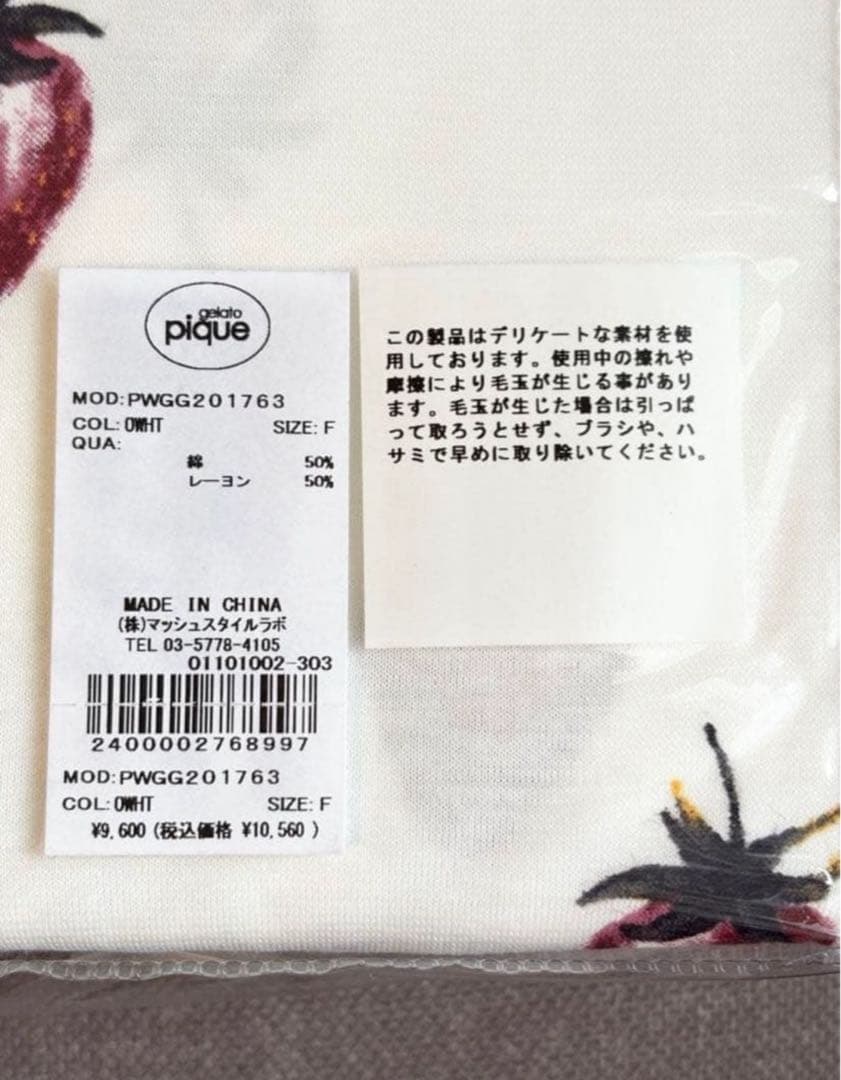 gelato
pique
MOD:PWGG201763
COL:OWHT SIZE:F
QUA:
綿 50%
レーヨン 50%
MADE IN CHINA
(株)マッシュスタイルラボ
TEL 03-5778-4105
01101002-303
2400002768997
MOD:PWGG201763
COL:OWHT SIZE:F
¥9,600 (税込価格 ¥10,560 )
この製品はデリケートな素材を使
用しております。使用中の擦れや
摩擦により毛玉が生じる事があり
ます。毛玉が生じた場合は引っぱ
って取ろうとせず、ブラシや、ハ
サミで早めに取り除いてください。